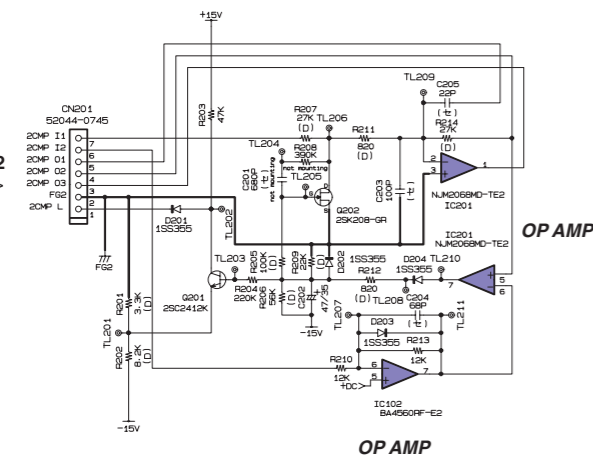 +15V
TL209
C205
22P
(セ)
CN201
52044-0745
R203
47K
R207
27K
(D)
TL206
R214
27K
(D)
TL204
R208
390K
not mounting
R211
820
(D)
2CMP I1
2CMP I2
2CMP O1
2CMP O2
2CMP O3
FG2
2CMP L
7
6
5
4
3
2
1
C201
680P
(セ)
not mounting
TL205
D
G
S
Q202
2SK208-GR
C203
100P
(セ)
2
3
1
NJM2068MD-TE2
IC201
OP AMP
D201
1SS355
TL202
FG2
IC201
NJM2068MD-TE2
TL203
R205
100K
(D)
R209
22K
(D)
D202
1SS355
R212
820
(D)
D204
1SS355
TL210
7
5
6
Q201
2SC2412K
R204
220K
R206
56K
(D)
C202
47/35
TL208
C204
68P
(セ)
TL207
TL211
R201
3.3K
(D)
TL201
R202
8.2K
(D)
-15V
D203
1SS355
R213
12K
R210
12K
6
5
7
+DC>
IC102
BA4560RF-E2
-15V
OP AMP